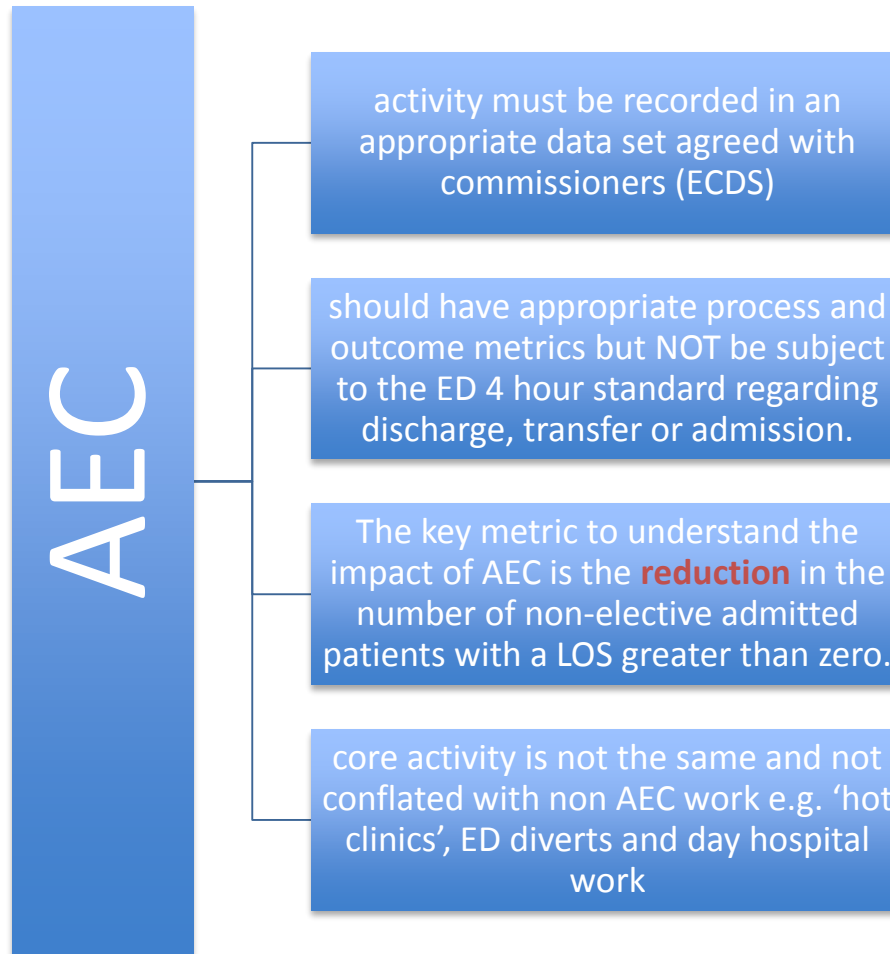 AEC
activity must be recorded in an
appropriate data set agreed with
commissioners (ECDS)
should have appropriate process and
outcome metrics but NOT be subject
to the ED 4 hour standard regarding
discharge, transfer or admission.
The key metric to understand the
impact of AEC is the reduction in the
number of non-elective admitted
patients with a LOS greater than zero.
core activity is not the same and not
conflated with non AEC work e.g. ‘hot
clinics’, ED diverts and day hospital
work